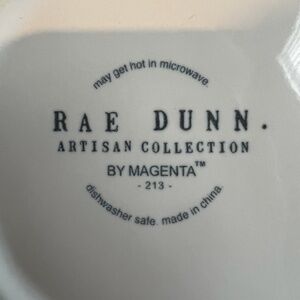 may get hot in microwave.
RAE DUNN.
ARTISAN COLLECTION
BY MAGENTA™
- 213 -
dishwasher safe. made in china.